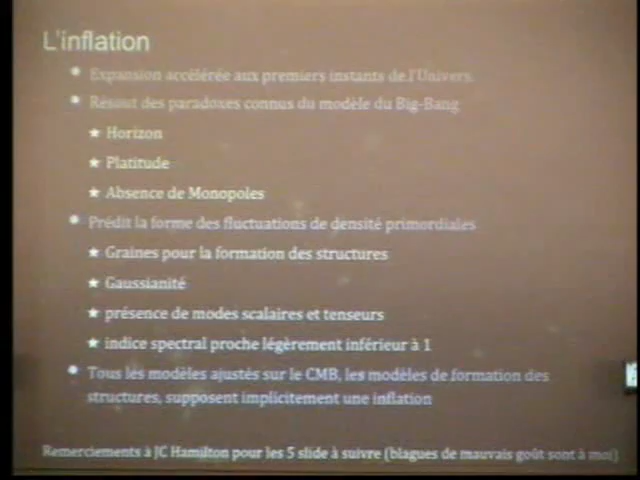 L'inflation
• Expansion accélérée aux premiers instants de l'Univers.
• Résout des paradoxes connus du modèle du Big-Bang
★ Horizon
★ Platitude
★ Absence de Monopoles
• Prédit la forme des fluctuations de densité primordiales
★ Graines pour la formation des structures
★ Gaussianité
★ présence de modes scalaires et tenseurs
★ indice spectral proche légèrement inférieur à 1
• Tous les modèles ajustés sur le CMB, les modèles de formation des
structures, supposent implicitement une inflation
Remerciements à JC Hamilton pour les 5 slide à suivre (blagues de mauvais goût sont à moi)